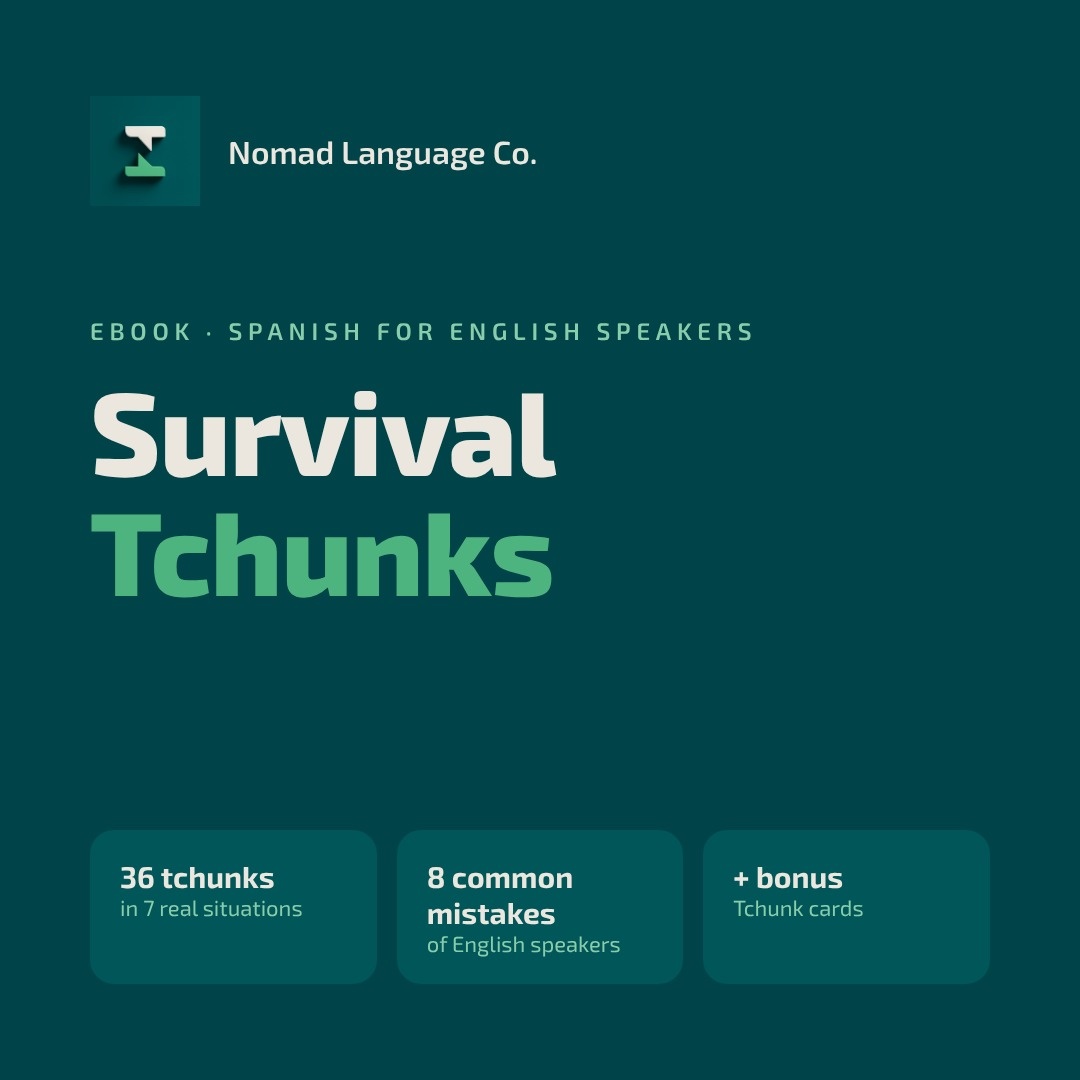 Nomad Language Co.
EBOOK · SPANISH FOR ENGLISH SPEAKERS
Survival
Tchunks
36 tchunks
in 7 real situations
8 common
mistakes
of English speakers
+ bonus
Tchunk cards